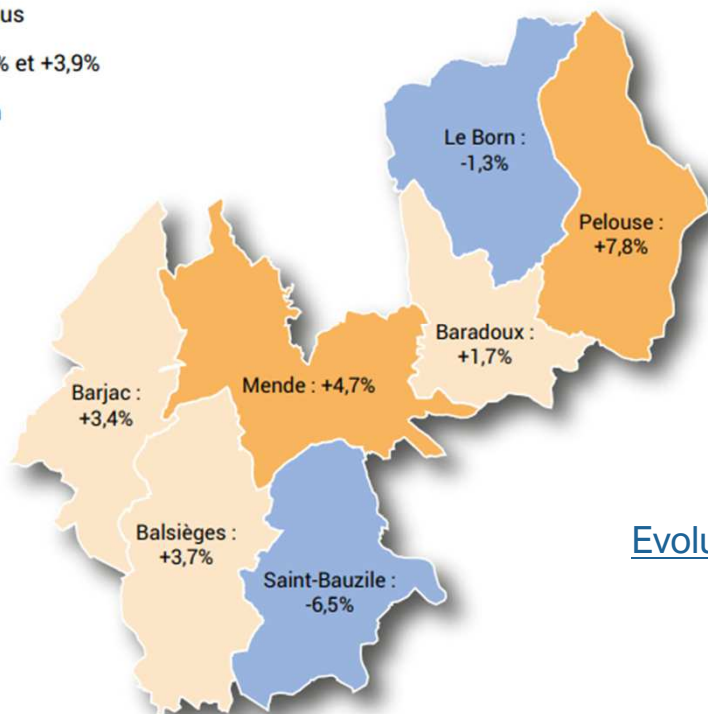 us
% et +3,9%
Le Born :
-1,3%
Pelouse :
+7,8%
Baradoux :
+1,7%
Mende : +4,7%
Barjac :
+3,4%
Balsièges :
+3,7%
Saint-Bauzile :
-6,5%
Evolu